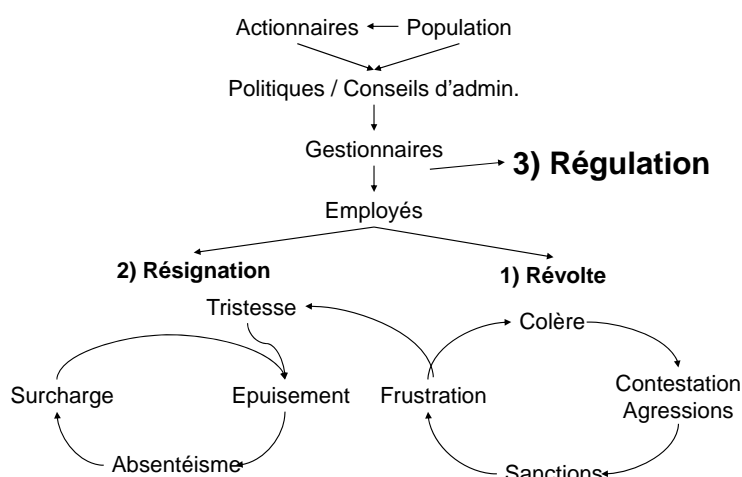 Actionnaires Population
Politiques / Conseils d'admin.
Gestionnaires
3) Régulation
Employés
2) Résignation
1) Révolte
Tristesse
Colère
Surcharge
Epuisement
Frustration
Contestation
Agressions
Absentéisme
Sanctions